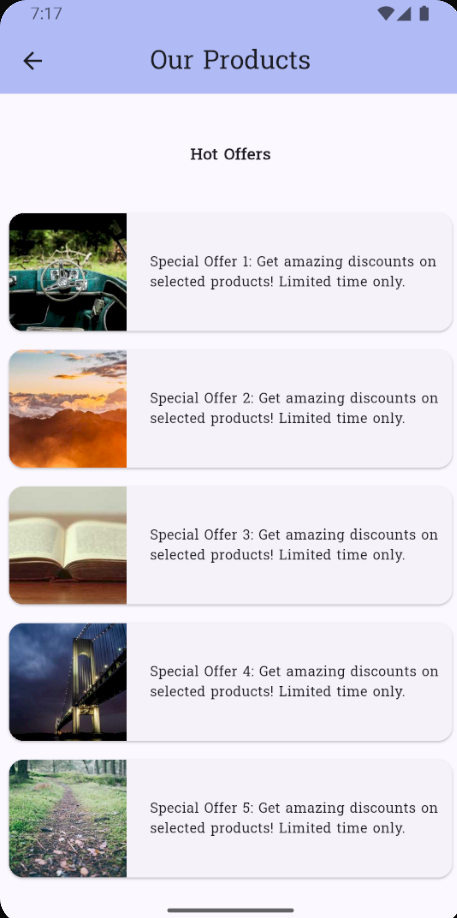 7:17
Our Products
Hot Offers
Special Offer 1: Get amazing discounts on
selected products! Limited time only.
Special Offer 2: Get amazing discounts on
selected products! Limited time only.
Special Offer 3: Get amazing discounts on
selected products! Limited time only.
Special Offer 4: Get amazing discounts on
selected products! Limited time only.
Special Offer 5: Get amazing discounts on
selected products! Limited time only.